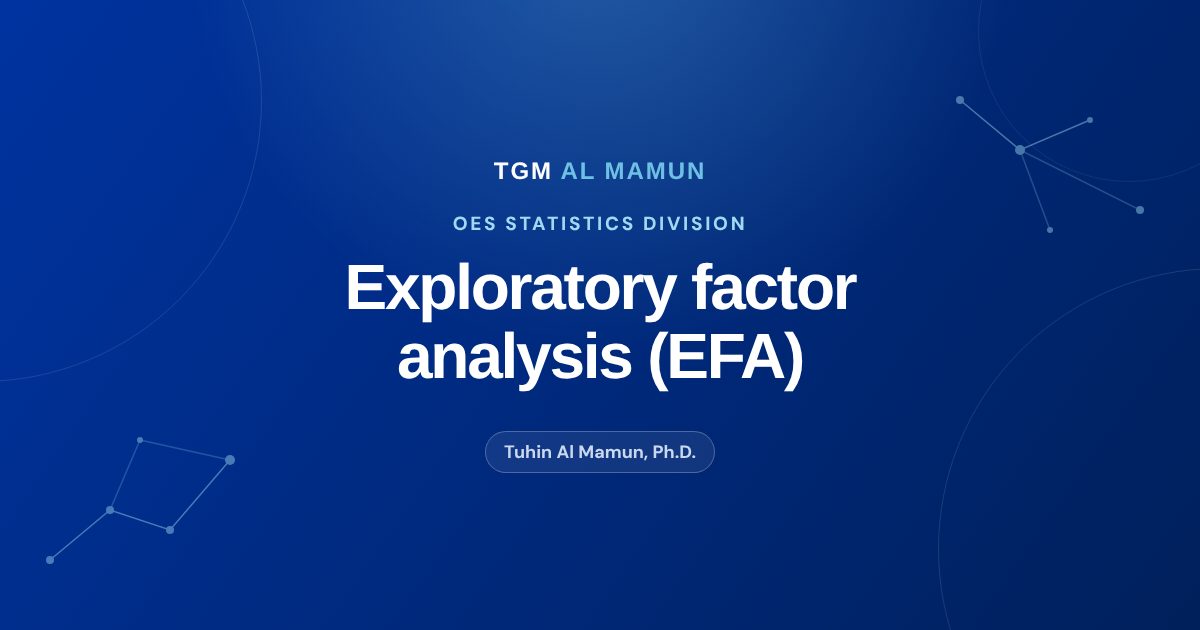 TGM AL MAMUN
OES STATISTICS DIVISION
Exploratory factor
analysis (EFA)
Tuhin Al Mamun, Ph.D.